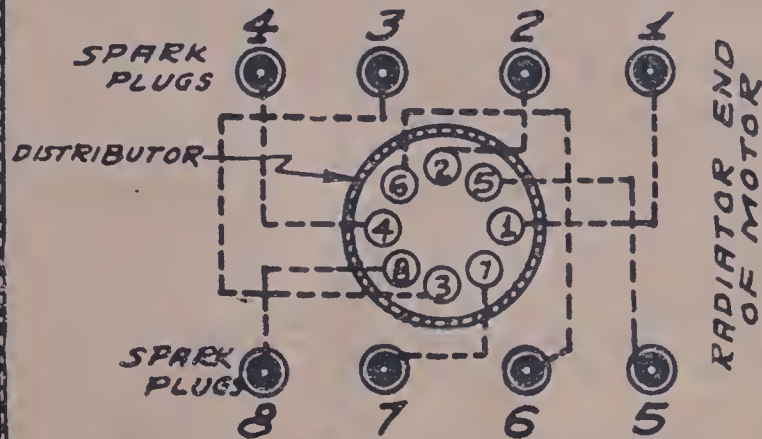 4 3 2 1
SPARK
PLUGS
DISTRIBUTOR
6 2 5
4 1
8 3 7
SPARK
PLUGS
8 7 6 5
RADIATOR END
OF MOTOR